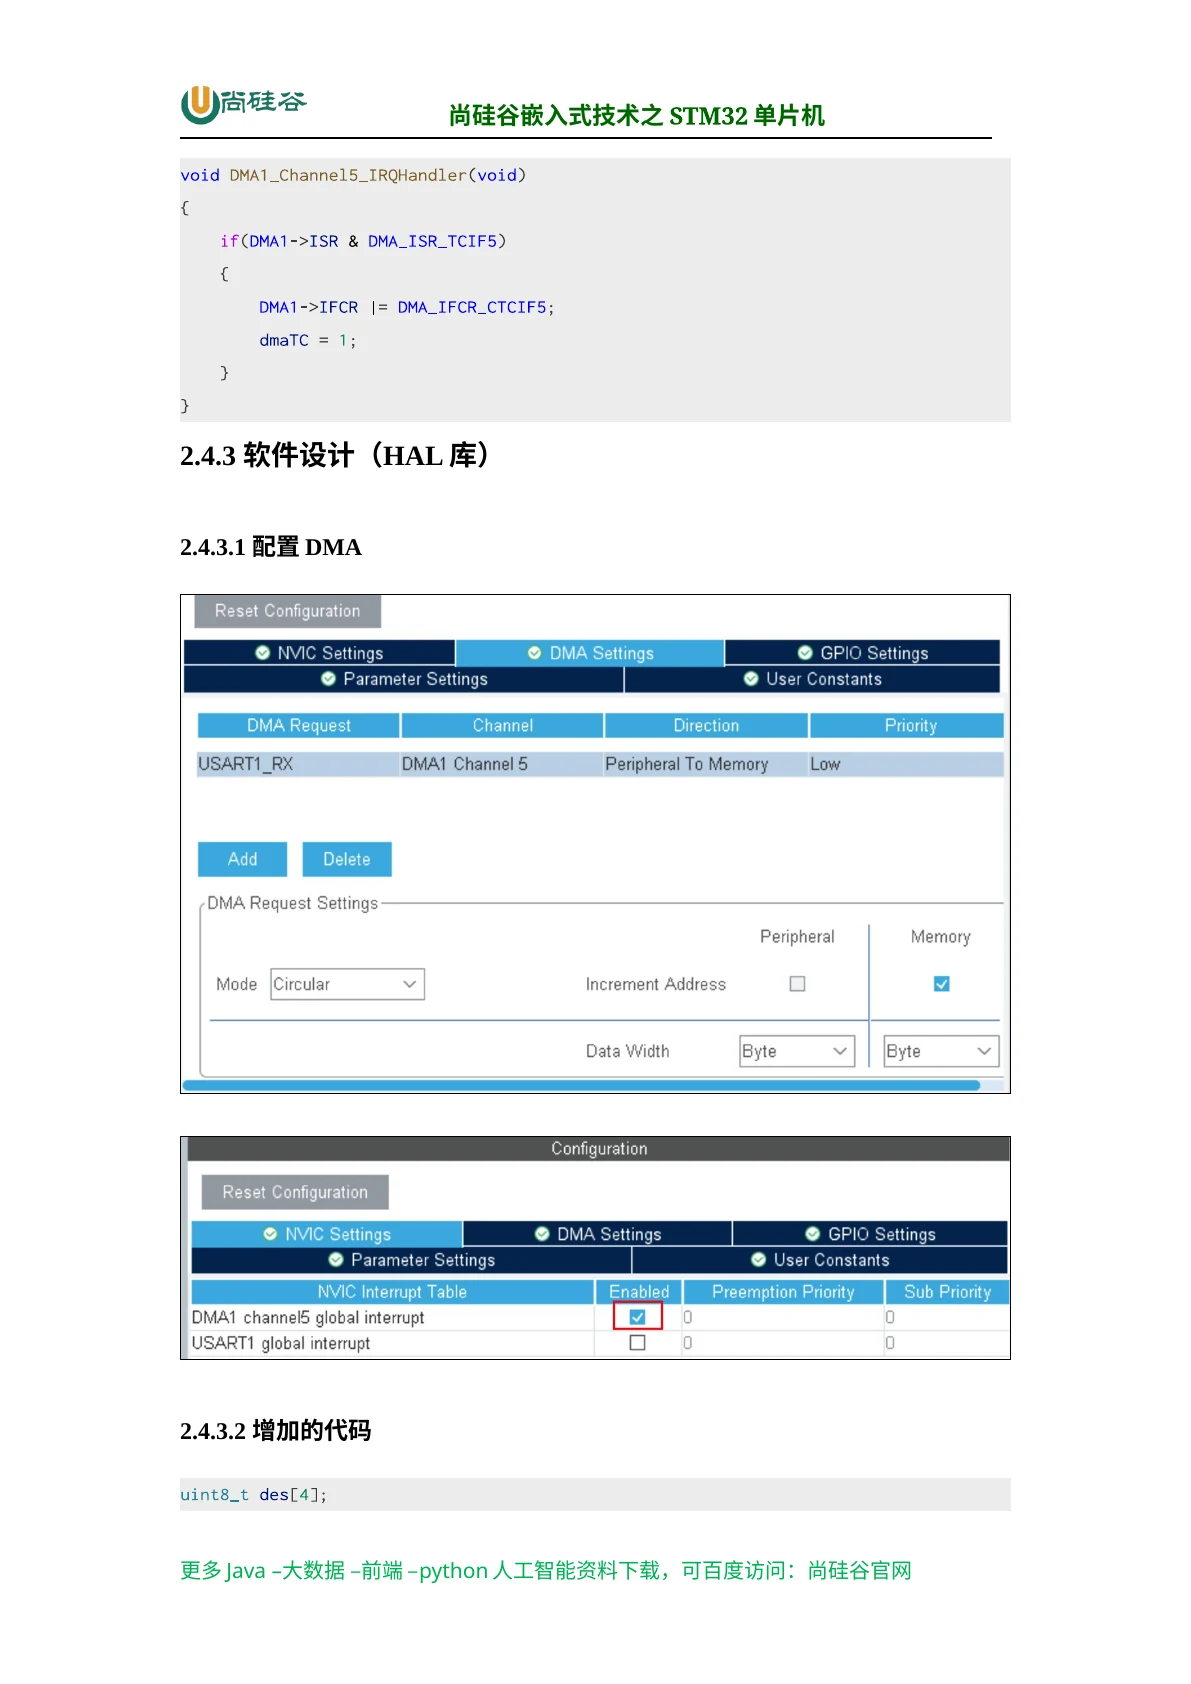 尚硅谷
尚硅谷嵌入式技术之 STM32 单片机
void DMA1_Channel5_IRQHandler(void)
{
    if(DMA1->ISR & DMA_ISR_TCIF5)
    {
        DMA1->IFCR |= DMA_IFCR_CTCIF5;
        dmaTC = 1;
    }
}
2.4.3 软件设计（HAL 库）
2.4.3.1 配置 DMA
Reset Configuration
NVIC Settings DMA Settings GPIO Settings
Parameter Settings User Constants
DMA Request Channel Direction Priority
USART1_RX DMA1 Channel 5 Peripheral To Memory Low
Add Delete
DMA Request Settings
Peripheral Memory
Mode Circular Increment Address
Data Width Byte Byte
Configuration
Reset Configuration
NVIC Settings DMA Settings GPIO Settings
Parameter Settings User Constants
NVIC Interrupt Table Enabled Preemption Priority Sub Priority
DMA1 channel5 global interrupt 0 0
USART1 global interrupt 0 0
2.4.3.2 增加的代码
uint8_t des[4];
更多 Java –大数据 –前端 –python 人工智能资料下载，可百度访问：尚硅谷官网